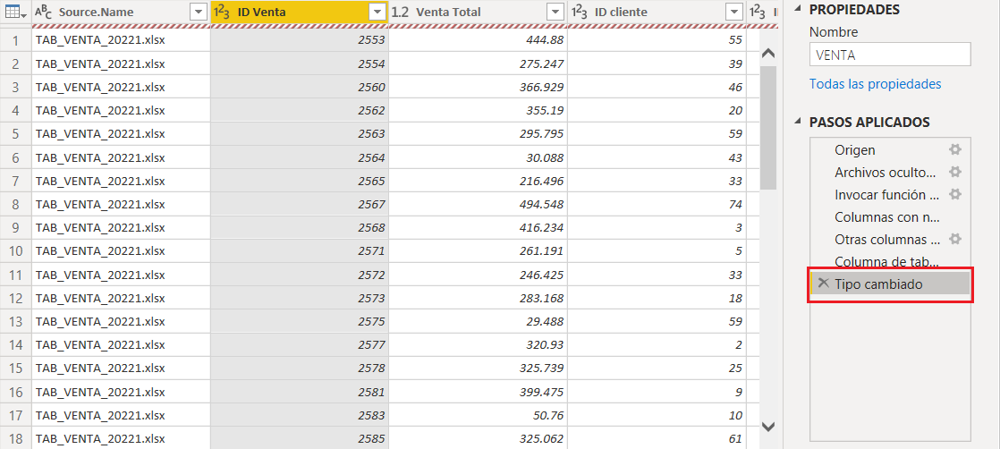 ABC Source.Name 123 ID Venta 1.2 Venta Total 123 ID cliente 123
1 TAB_VENTA_20221.xlsx 2553 444.88 55
2 TAB_VENTA_20221.xlsx 2554 275.247 39
3 TAB_VENTA_20221.xlsx 2560 366.929 46
4 TAB_VENTA_20221.xlsx 2562 355.19 20
5 TAB_VENTA_20221.xlsx 2563 295.795 59
6 TAB_VENTA_20221.xlsx 2564 30.088 43
7 TAB_VENTA_20221.xlsx 2565 216.496 33
8 TAB_VENTA_20221.xlsx 2567 494.548 74
9 TAB_VENTA_20221.xlsx 2568 416.234 3
10 TAB_VENTA_20221.xlsx 2571 261.191 5
11 TAB_VENTA_20221.xlsx 2572 246.425 33
12 TAB_VENTA_20221.xlsx 2573 283.168 18
13 TAB_VENTA_20221.xlsx 2575 29.488 59
14 TAB_VENTA_20221.xlsx 2577 320.93 2
15 TAB_VENTA_20221.xlsx 2578 325.739 25
16 TAB_VENTA_20221.xlsx 2581 399.475 9
17 TAB_VENTA_20221.xlsx 2583 50.76 10
18 TAB_VENTA_20221.xlsx 2585 325.062 61
PROPIEDADES
Nombre
VENTA
Todas las propiedades
PASOS APLICADOS
Origen
Archivos oculto...
Invocar función ...
Columnas con n...
Otras columnas ...
Columna de tab...
Tipo cambiado